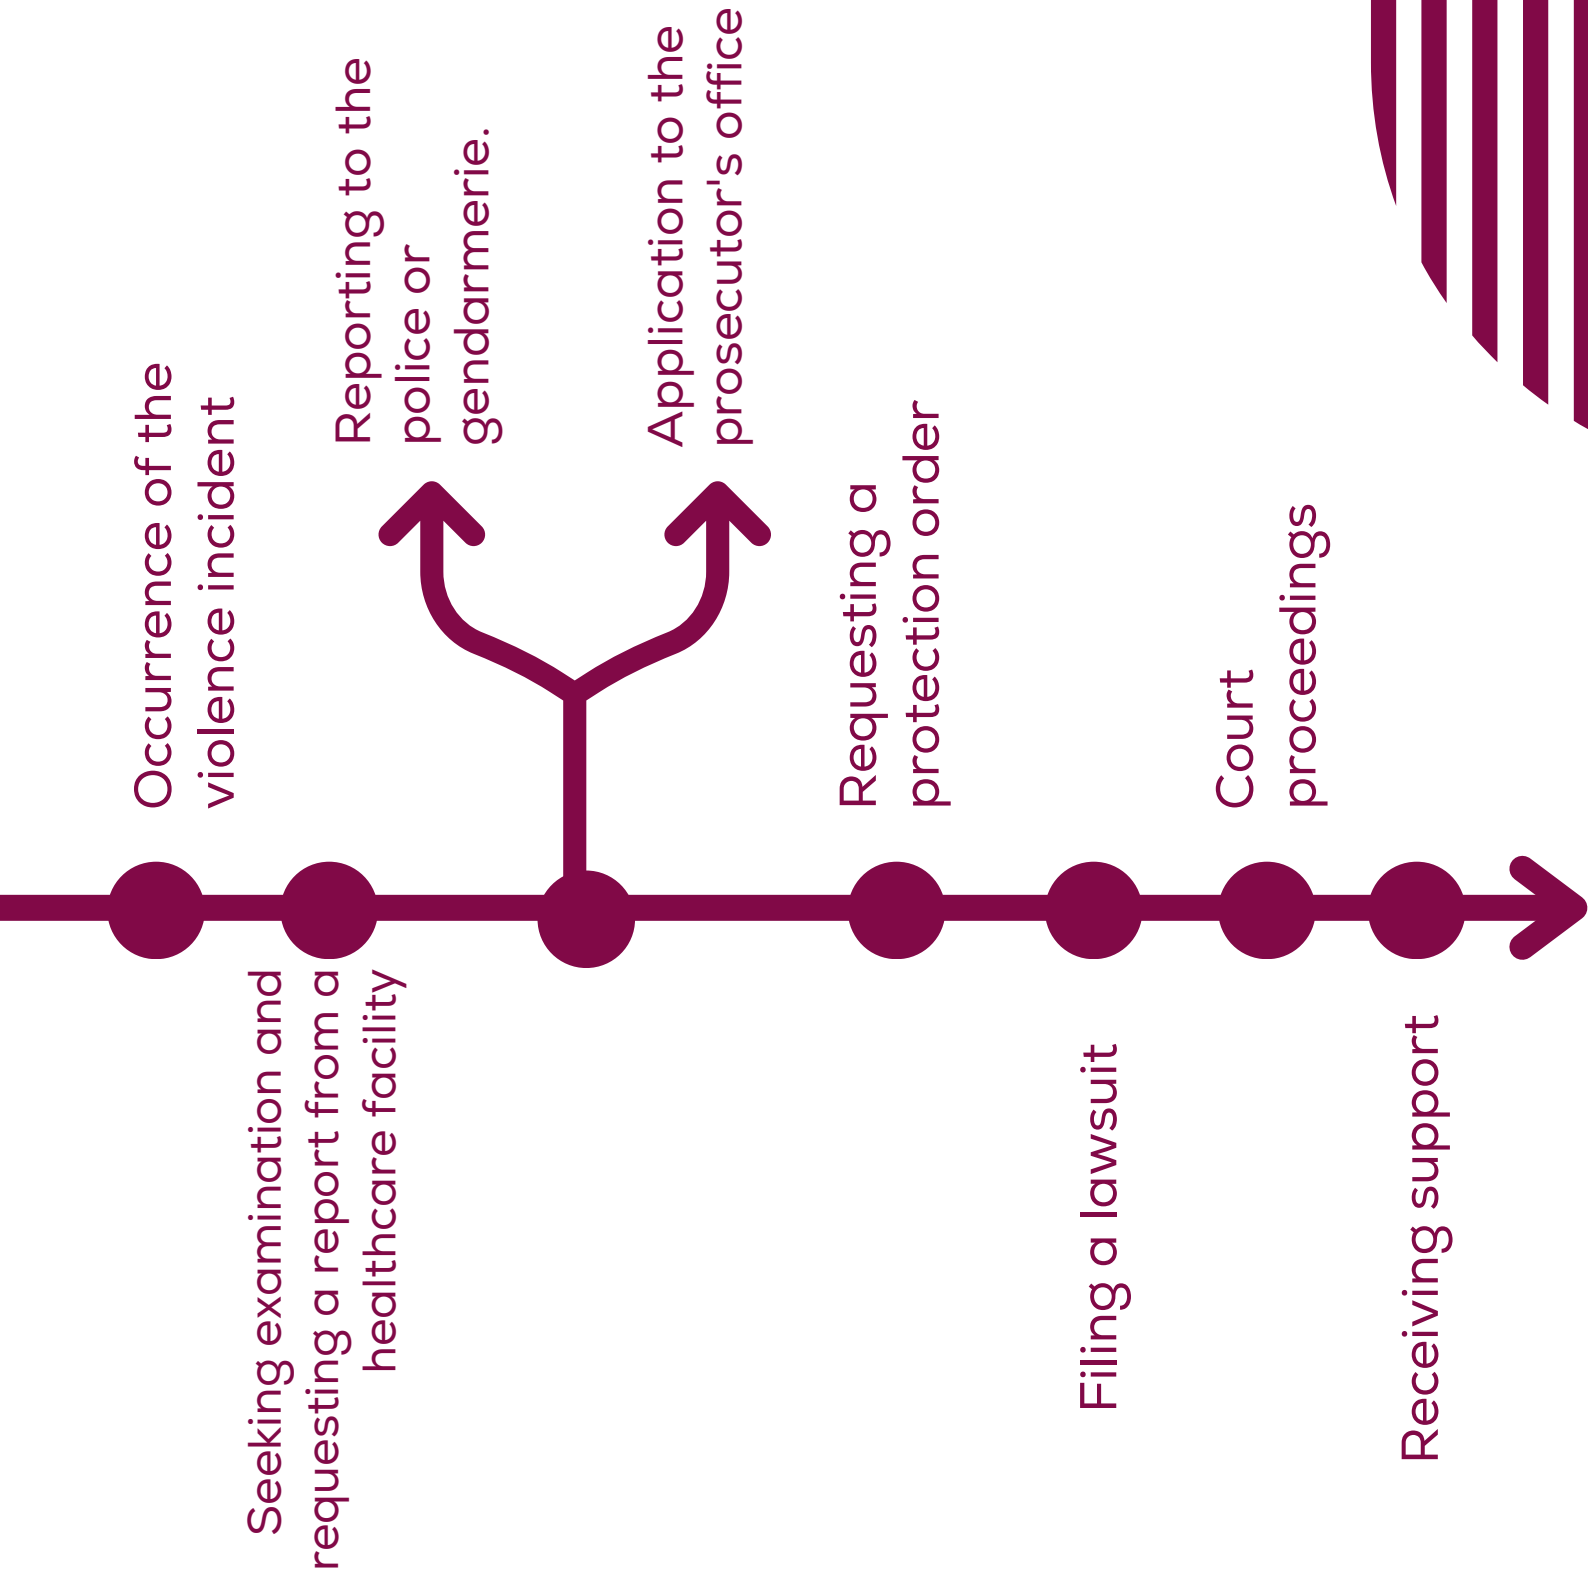 Occurrence of the
violence incident
Seeking examination and
requesting a report from a
healthcare facility
Reporting to the
police or
gendarmerie.
Application to the
prosecutor's office
Requesting a
protection order
Filing a lawsuit
Court
proceedings
Receiving support